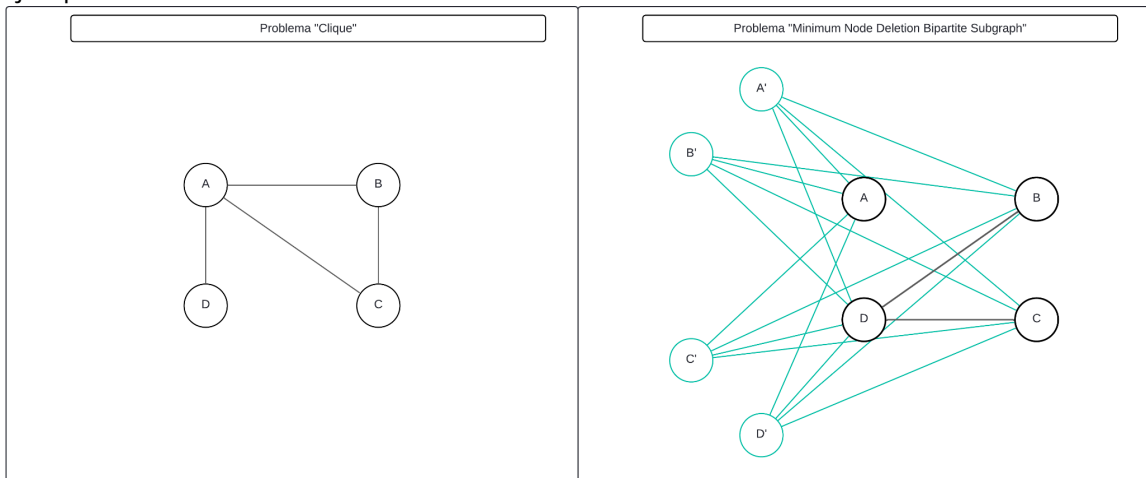 Problema "Clique"
A
B
D
C
Problema "Minimum Node Deletion Bipartite Subgraph"
A'
B'
A
B
D
C
C'
D'